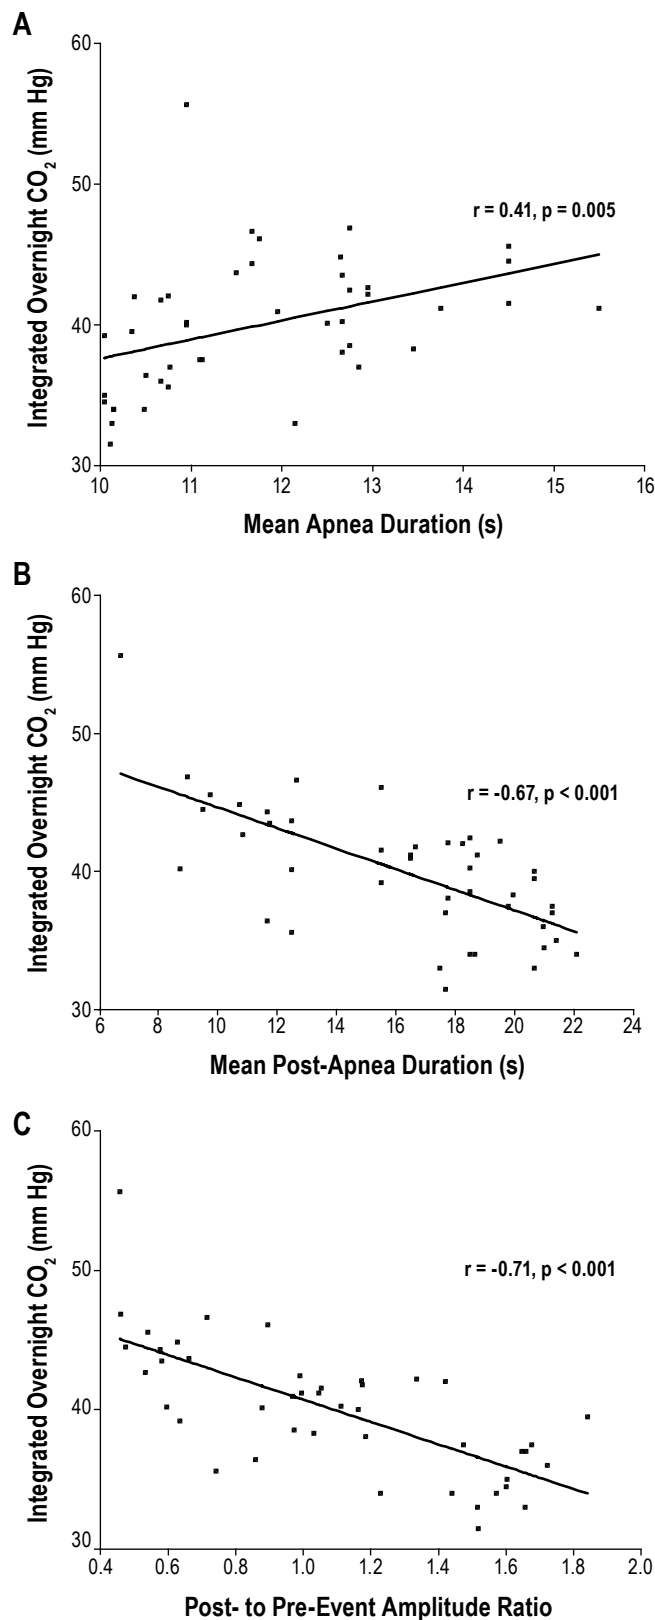 A
60
50
40
30
Integrated Overnight CO2 (mm Hg)
r = 0.41, p = 0.005
10 11 12 13 14 15 16
Mean Apnea Duration (s)
B
60
50
40
30
Integrated Overnight CO2 (mm Hg)
r = -0.67, p < 0.001
6 8 10 12 14 16 18 20 22 24
Mean Post-Apnea Duration (s)
C
60
50
40
30
Integrated Overnight CO2 (mm Hg)
r = -0.71, p < 0.001
0.4 0.6 0.8 1.0 1.2 1.4 1.6 1.8 2.0
Post- to Pre-Event Amplitude Ratio